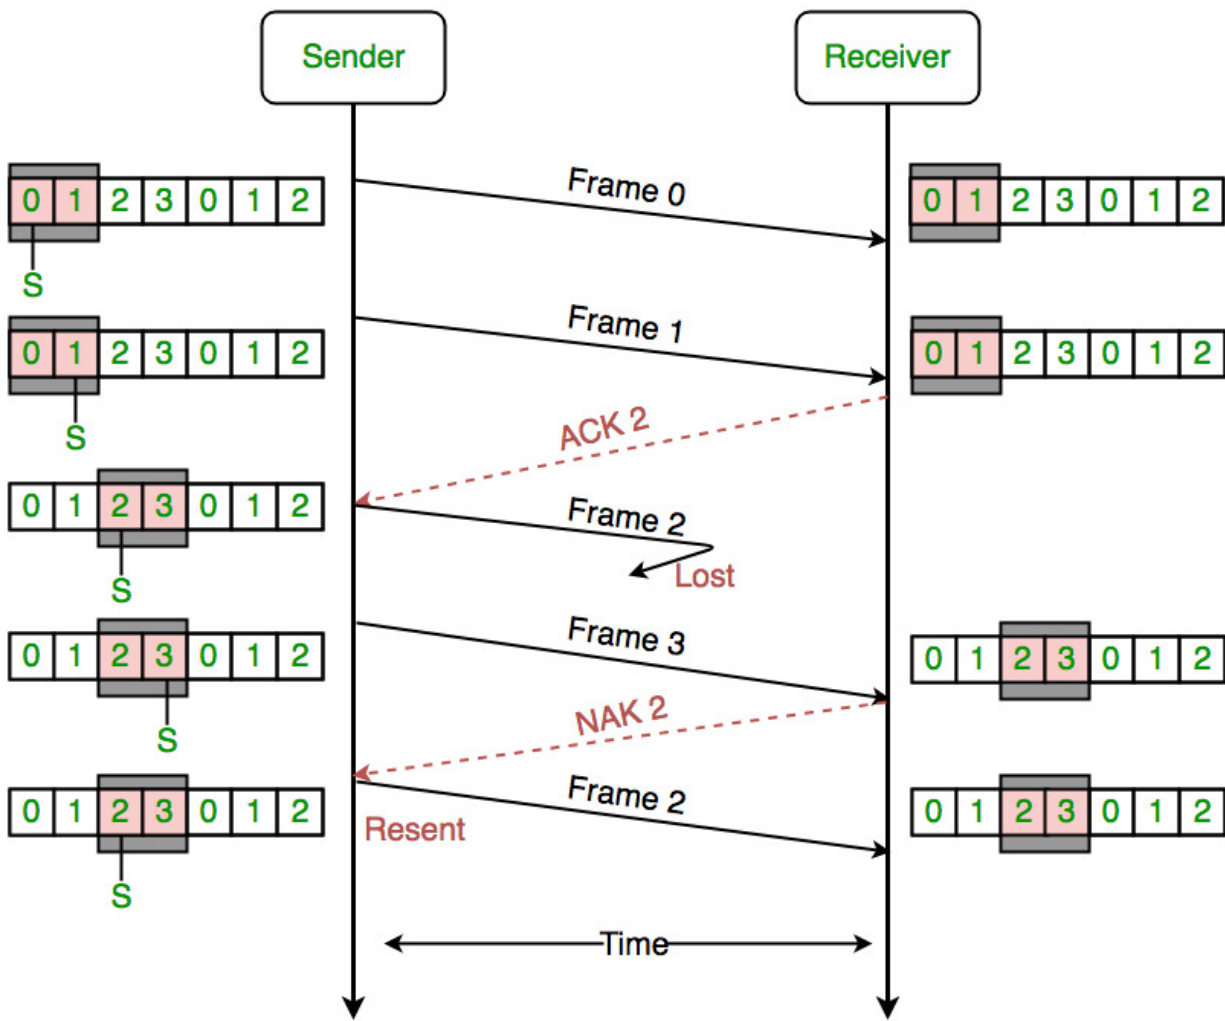 Sender
Receiver
0 1 2 3 0 1 2
Frame 0
0 1 2 3 0 1 2
S
0 1 2 3 0 1 2
Frame 1
0 1 2 3 0 1 2
S
ACK 2
0 1 2 3 0 1 2
Frame 2
Lost
S
0 1 2 3 0 1 2
Frame 3
0 1 2 3 0 1 2
S
NAK 2
0 1 2 3 0 1 2
Frame 2
0 1 2 3 0 1 2
Resent
S
Time